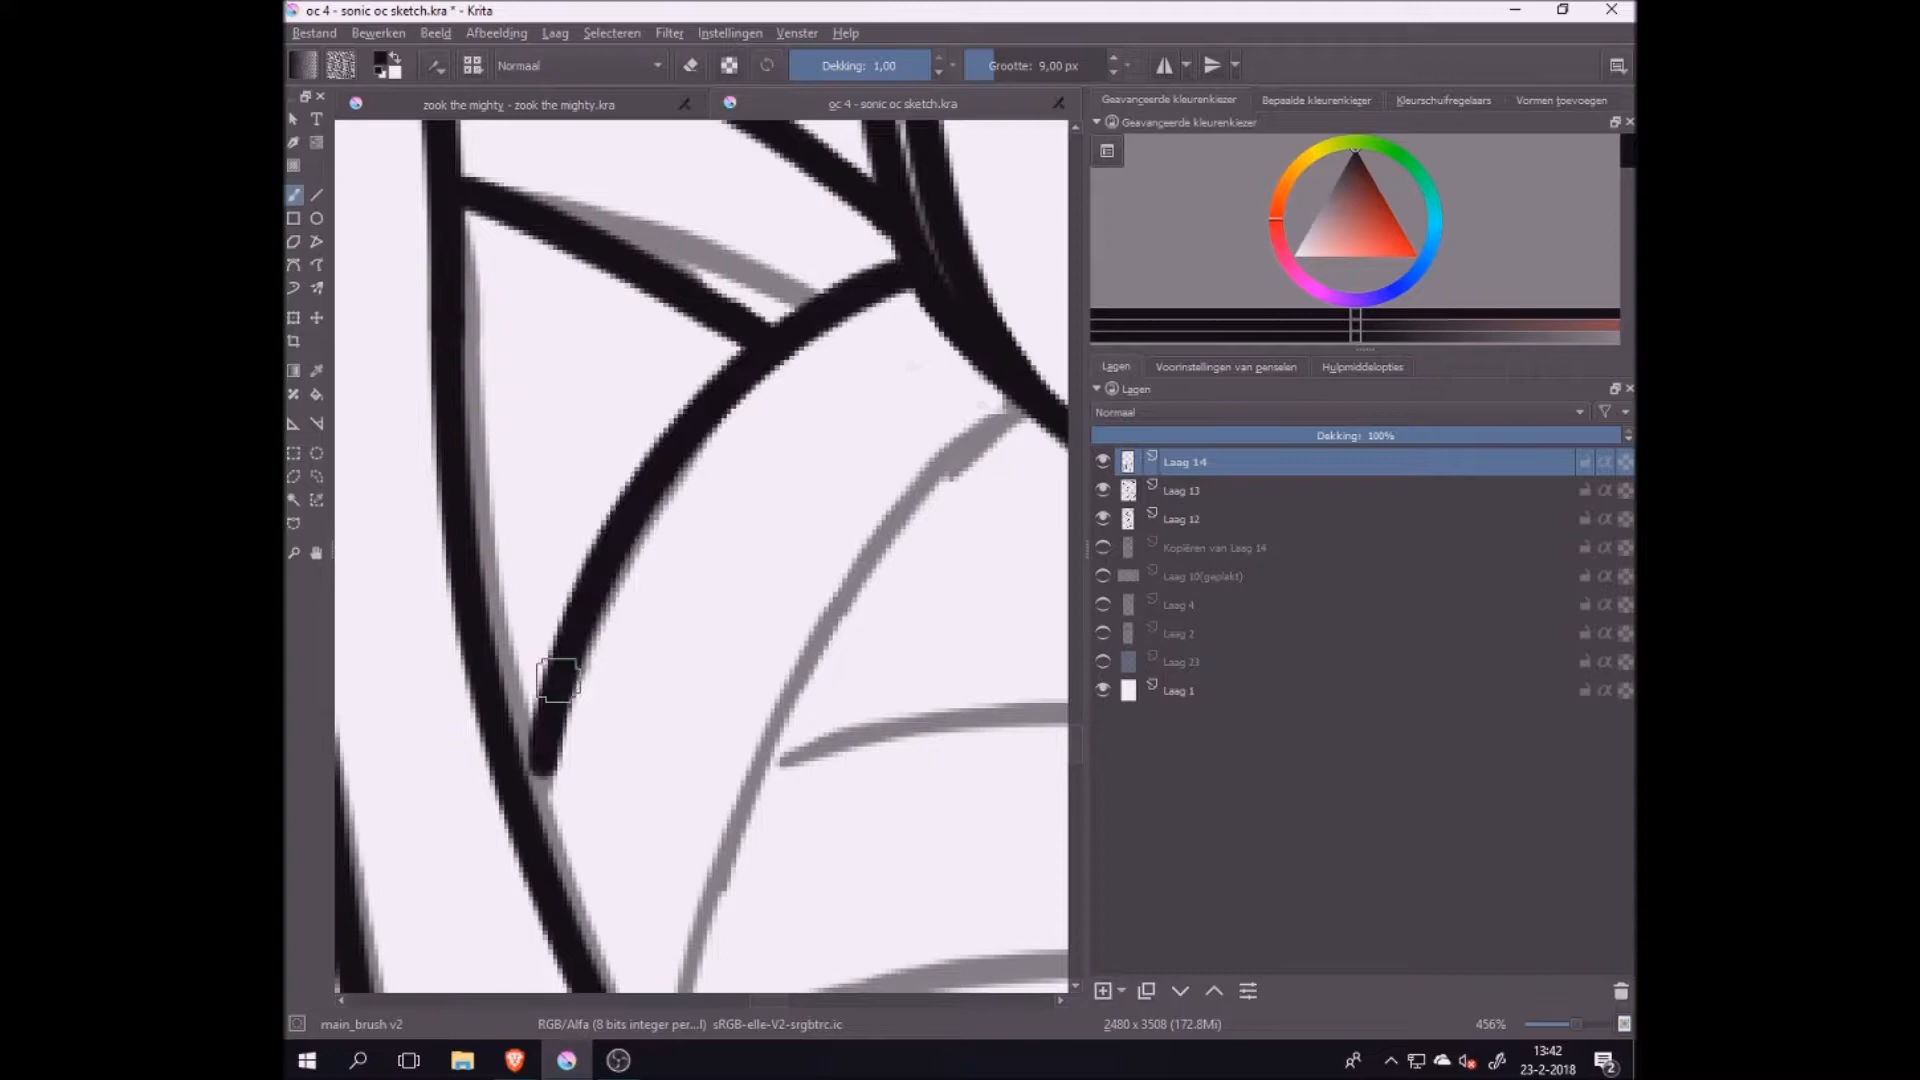 oc 4 - sonic oc sketch.kra * - Krita
Bestand Bewerken Beeld Afbeelding Laag Selecteren Filter Instellingen Venster Help
Normaal Dekking: 1,00 Grootte: 9,00 px
zook the mighty - zook the mighty.kra oc 4 - sonic oc sketch.kra
Geavanceerde kleurenkiezer Bepaalde kleurenkiezer Kleurschuifregelaars Vormen toevoegen
Geavanceerde kleurenkiezer
Lagen Voorinstellingen van penselen Hulpmiddelopties
Lagen
Normaal
Dekking: 100%
Laag 14
Laag 13
Laag 12
Kopiëren van Laag 14
Laag 10(geplakt)
Laag 4
Laag 2
Laag 23
Laag 1
main_brush v2 RGB/Alfa (8 bits integer per...l) sRGB-elle-V2-srgbtrc.ic 2480 x 3508 (172.8Mi) 456%
13:42
23-2-2018
2